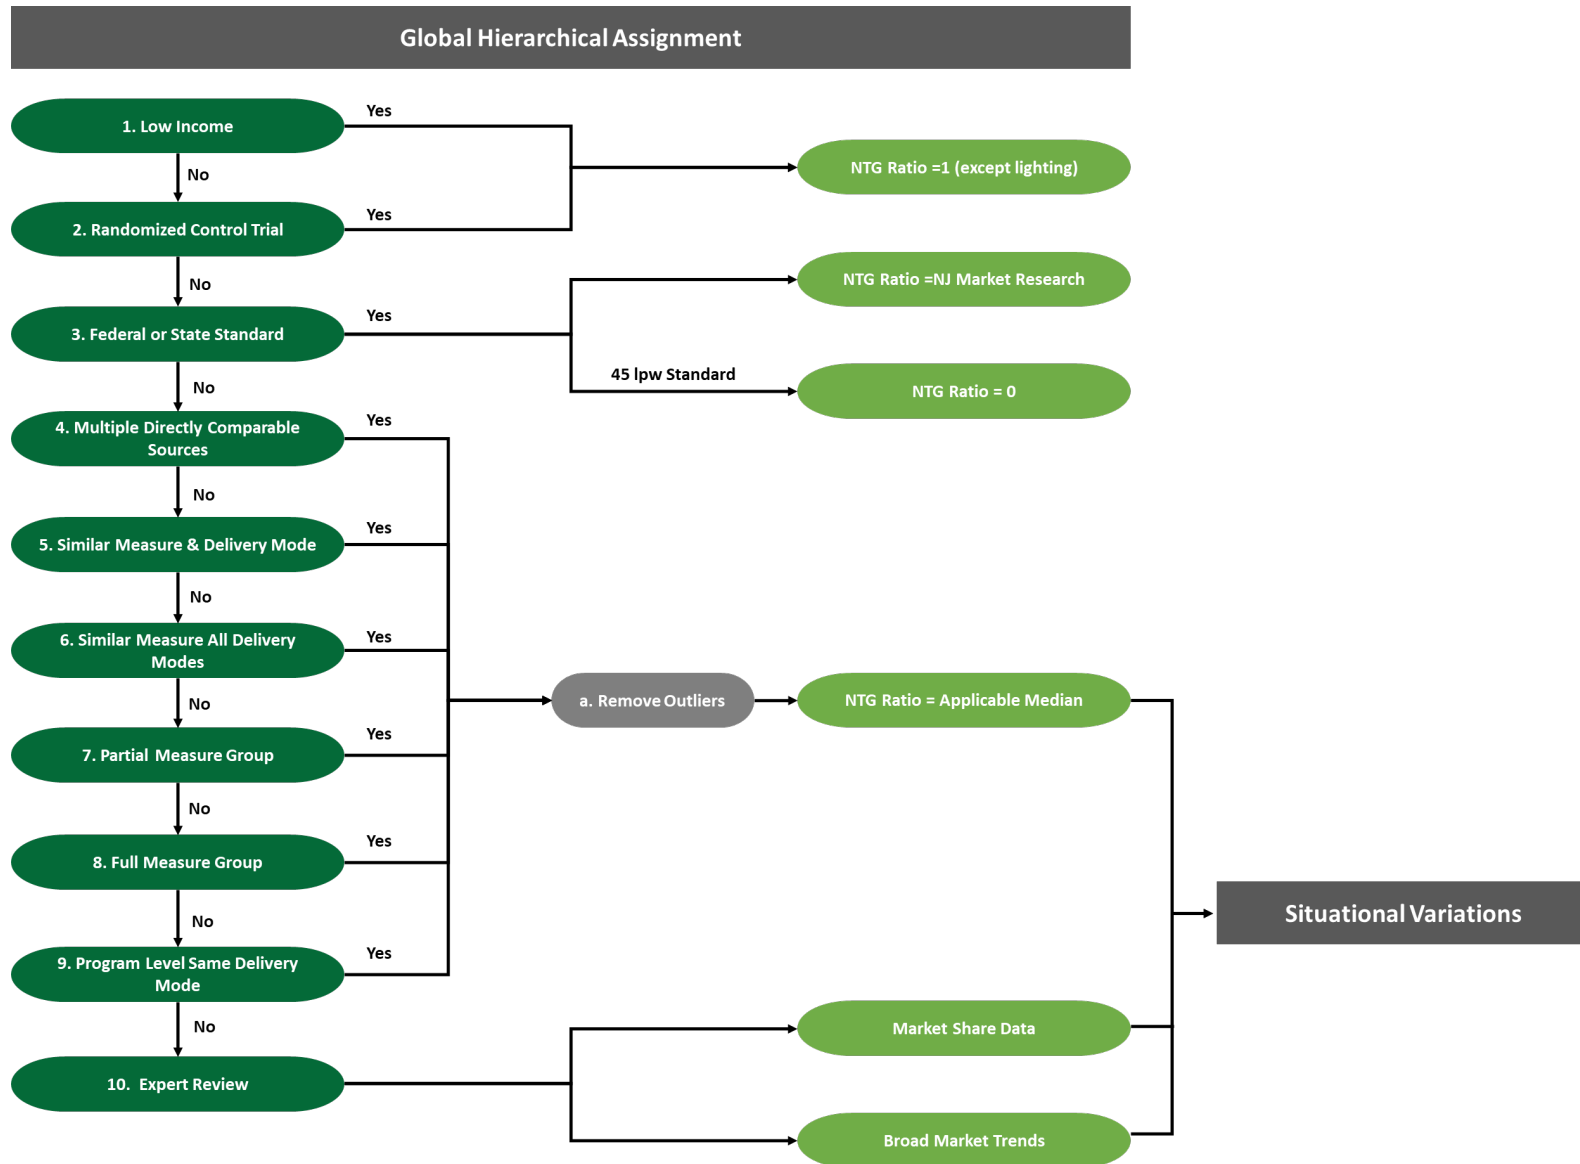 Global Hierarchical Assignment
1. Low Income
Yes
NTG Ratio =1 (except lighting)
No
2. Randomized Control Trial
Yes
No
NTG Ratio =NJ Market Research
3. Federal or State Standard
Yes
45 lpw Standard
NTG Ratio = 0
No
4. Multiple Directly Comparable
Sources
Yes
No
5. Similar Measure & Delivery Mode
Yes
No
6. Similar Measure All Delivery
Modes
Yes
a. Remove Outliers
NTG Ratio = Applicable Median
No
7. Partial Measure Group
Yes
No
8. Full Measure Group
Yes
Situational Variations
No
9. Program Level Same Delivery
Mode
Yes
No
Market Share Data
10. Expert Review
Broad Market Trends